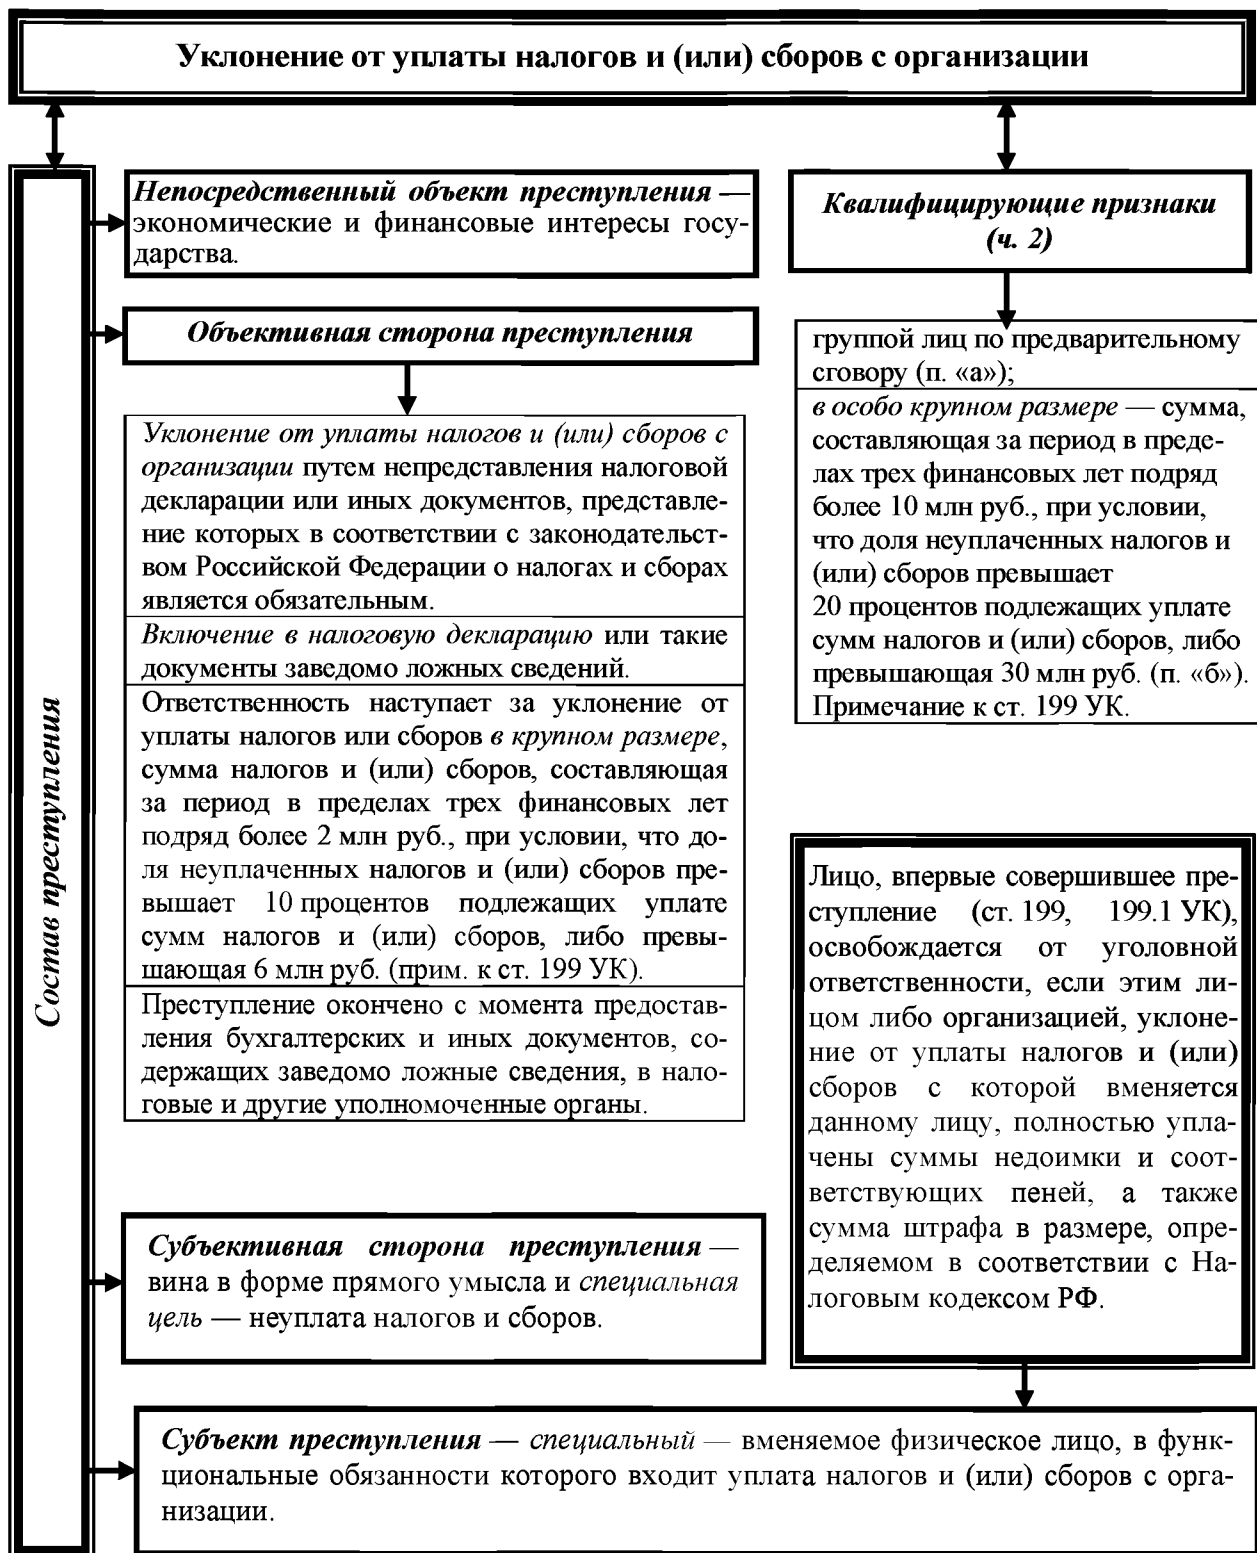 Уклонение от уплаты налогов и (или) сборов с организации
Состав преступления
Непосредственный объект преступления —
экономические и финансовые интересы госу-
дарства.
Объективная сторона преступления
Уклонение от уплаты налогов и (или) сборов с
организации путем непредставления налоговой
декларации или иных документов, представле-
ние которых в соответствии с законодательст-
вом Российской Федерации о налогах и сборах
является обязательным.
Включение в налоговую декларацию или такие
документы заведомо ложных сведений.
Ответственность наступает за уклонение от
уплаты налогов или сборов в крупном размере,
сумма налогов и (или) сборов, составляющая
за период в пределах трех финансовых лет
подряд более 2 млн руб., при условии, что до-
ля неуплаченных налогов и (или) сборов пре-
вышает 10 процентов подлежащих уплате
сумм налогов и (или) сборов, либо превы-
шающая 6 млн руб. (прим. к ст. 199 УК).
Преступление окончено с момента предостав-
ления бухгалтерских и иных документов, со-
держащих заведомо ложные сведения, в нало-
говые и другие уполномоченные органы.
Субъективная сторона преступления —
вина в форме прямого умысла и специальная
цель — неуплата налогов и сборов.
Квалифицирующие признаки
(ч. 2)
группой лиц по предварительному
сговору (п. «а»);
в особо крупном размере — сумма,
составляющая за период в преде-
лах трех финансовых лет подряд
более 10 млн руб., при условии,
что доля неуплаченных налогов и
(или) сборов превышает
20 процентов подлежащих уплате
сумм налогов и (или) сборов, либо
превышающая 30 млн руб. (п. «б»).
Примечание к ст. 199 УК.
Лицо, впервые совершившее пре-
ступление (ст. 199, 199.1 УК),
освобождается от уголовной
ответственности, если этим ли-
цом либо организацией, уклоне-
ние от уплаты налогов и (или)
сборов с которой вменяется
данному лицу, полностью упла-
чены суммы недоимки и соот-
ветствующих пеней, а также
сумма штрафа в размере, опре-
деляемом в соответствии с На-
логовым кодексом РФ.
Субъект преступления — специальный — вменяемое физическое лицо, в функ-
циональные обязанности которого входит уплата налогов и (или) сборов с орга-
низации.